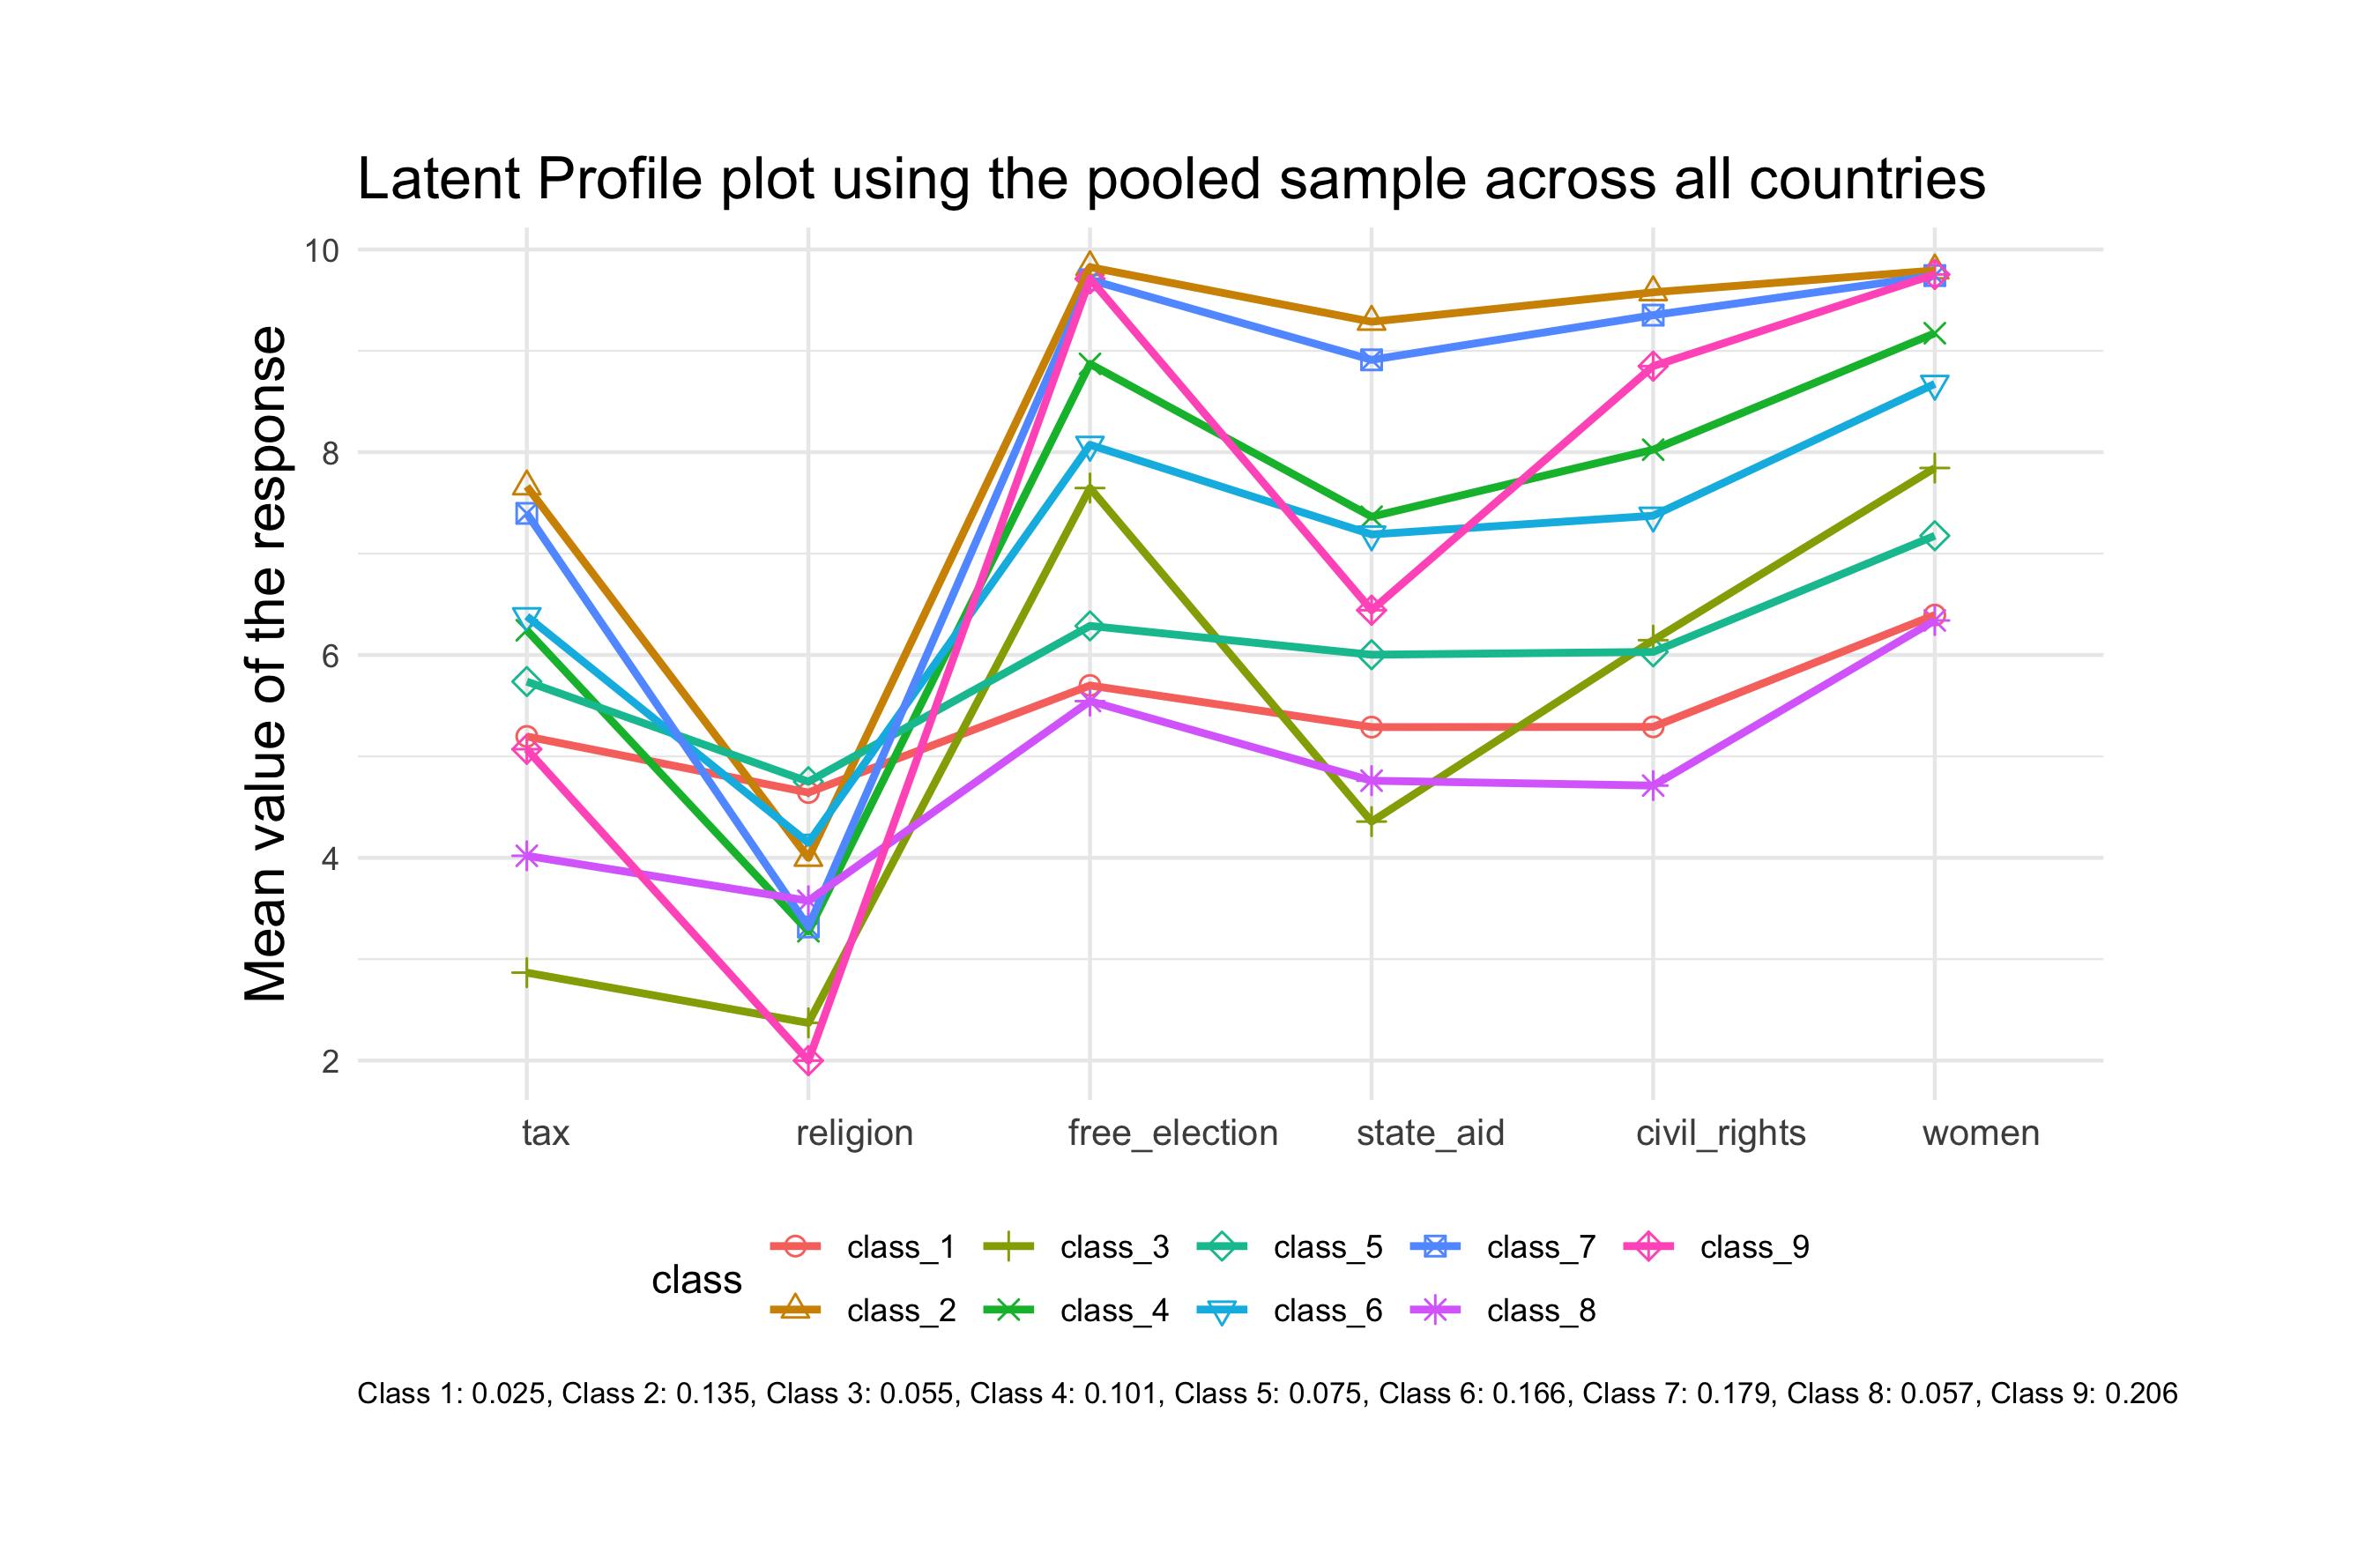 Latent Profile plot using the pooled sample across all countries
Mean value of the response
10
8
6
4
2
tax religion free_election state_aid civil_rights women
class
class_1 class_3 class_5 class_7 class_9
class_2 class_4 class_6 class_8
Class 1: 0.025, Class 2: 0.135, Class 3: 0.055, Class 4: 0.101, Class 5: 0.075, Class 6: 0.166, Class 7: 0.179, Class 8: 0.057, Class 9: 0.206